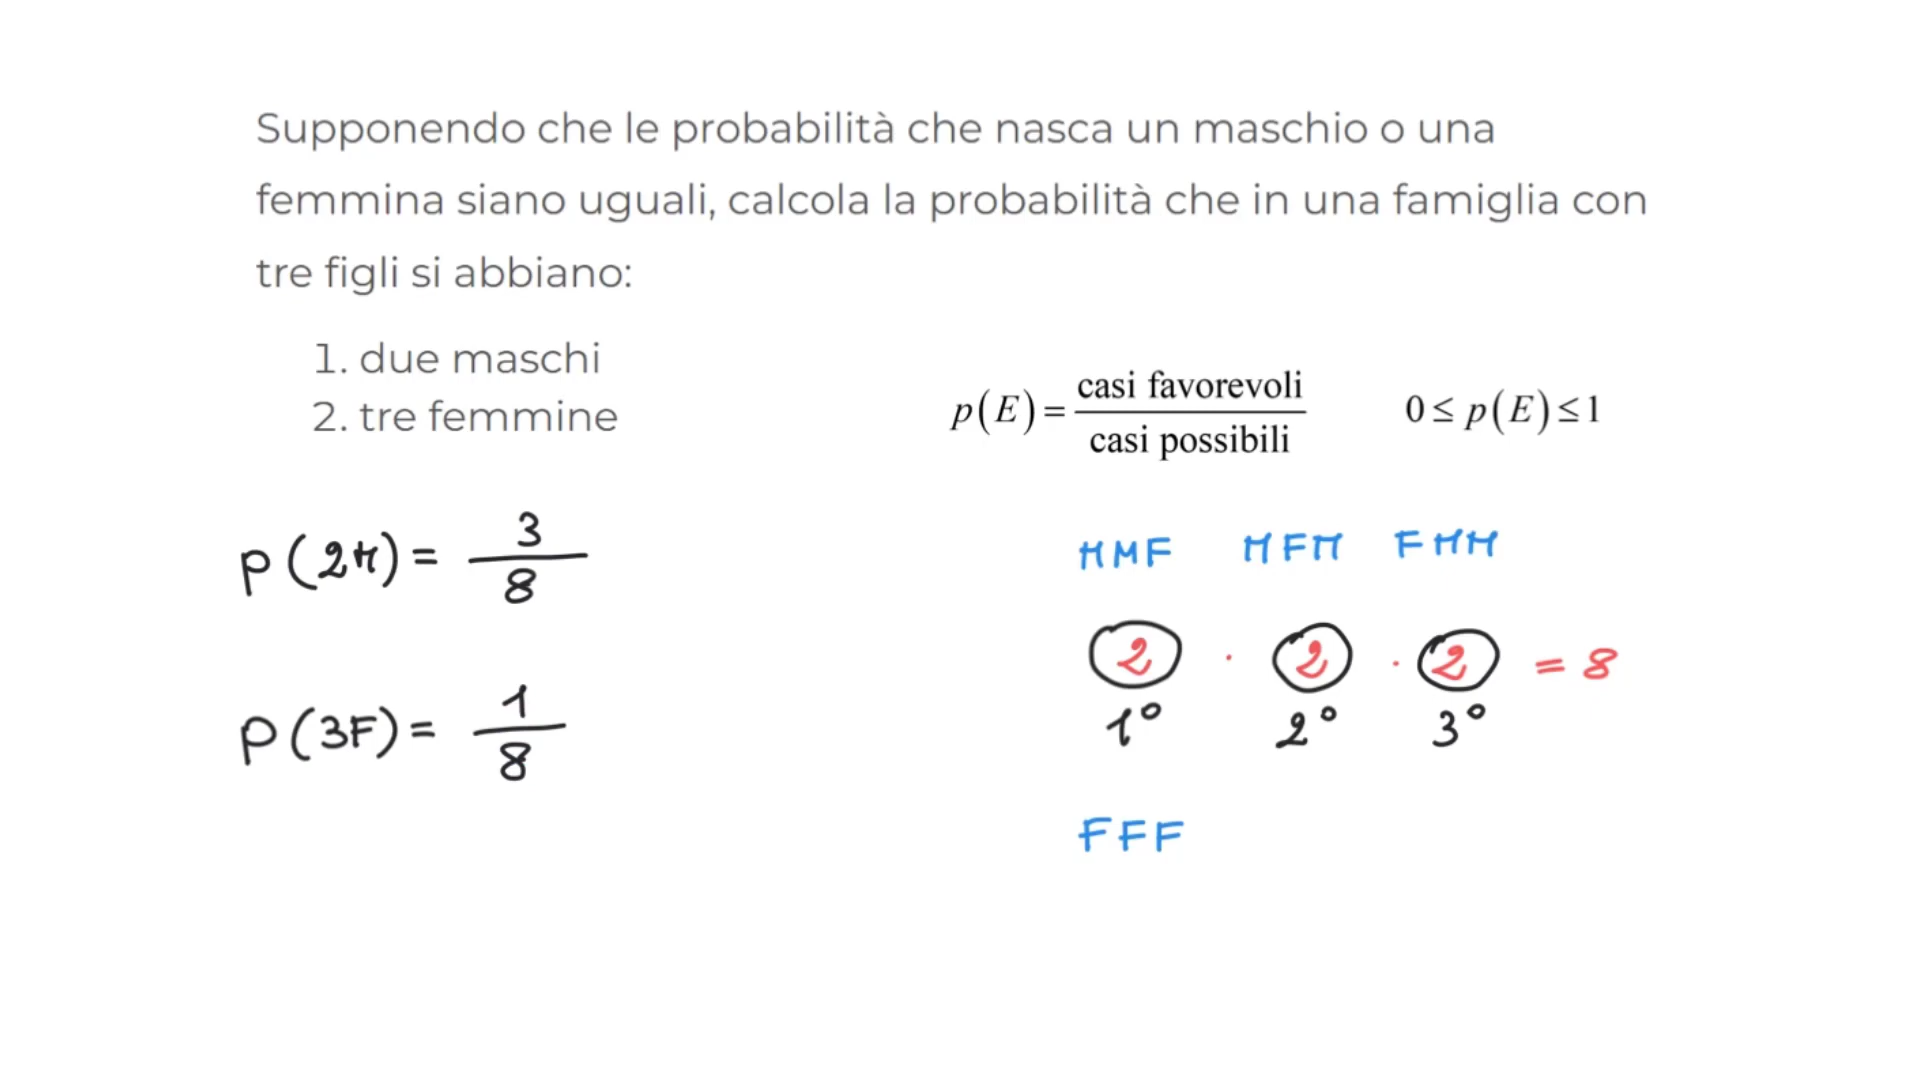 Supponendo che le probabilità che nasca un maschio o una
femmina siano uguali, calcola la probabilità che in una famiglia con
tre figli si abbiano:
1. due maschi
2. tre femmine
p(E) = casi favorevoli / casi possibili    0 ≤ p(E) ≤ 1
p(2M) = 3/8
MMF MFM FMM
2 · 2 · 2 = 8
1° 2° 3°
p(3F) = 1/8
FFF